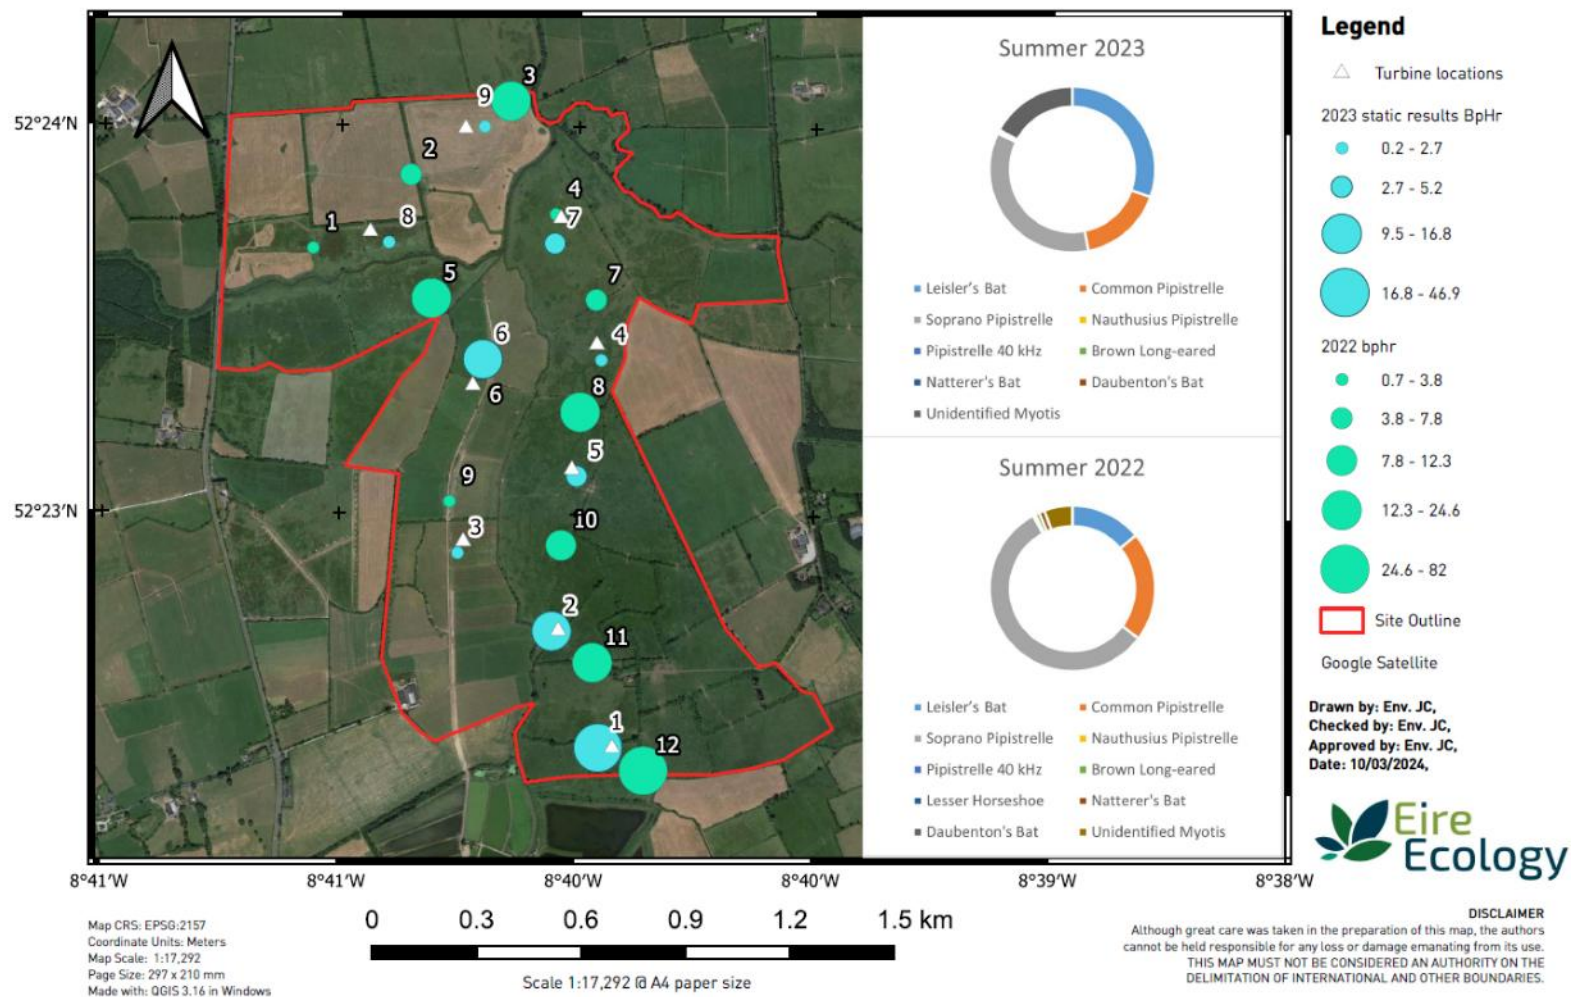 52°24'N
52°23'N
8°41'W
8°41'W
8°40'W
8°40'W
8°39'W
8°38'W
3
9
2
4
7
1
8
5
7
6
4
6
8
5
9
3
10
2
11
1
12
Summer 2023
Leisler's Bat
Common Pipistrelle
Soprano Pipistrelle
Nauthusius Pipistrelle
Pipistrelle 40 kHz
Brown Long-eared
Natterer's Bat
Daubenton's Bat
Unidentified Myotis
Summer 2022
Leisler's Bat
Common Pipistrelle
Soprano Pipistrelle
Nauthusius Pipistrelle
Pipistrelle 40 kHz
Brown Long-eared
Lesser Horseshoe
Natterer's Bat
Daubenton's Bat
Unidentified Myotis
Legend
Turbine locations
2023 static results BpHr
0.2 - 2.7
2.7 - 5.2
9.5 - 16.8
16.8 - 46.9
2022 bphr
0.7 - 3.8
3.8 - 7.8
7.8 - 12.3
12.3 - 24.6
24.6 - 82
Site Outline
Google Satellite
Drawn by: Env. JC,
Checked by: Env. JC,
Approved by: Env. JC,
Date: 10/03/2024,
Eire
Ecology
Map CRS: EPSG:2157
Coordinate Units: Meters
Map Scale: 1:17,292
Page Size: 297 x 210 mm
Made with: QGIS 3.16 in Windows
0 0.3 0.6 0.9 1.2 1.5 km
Scale 1:17,292 @ A4 paper size
DISCLAIMER
Although great care was taken in the preparation of this map, the authors
cannot be held responsible for any loss or damage emanating from its use.
THIS MAP MUST NOT BE CONSIDERED AN AUTHORITY ON THE
DELIMITATION OF INTERNATIONAL AND OTHER BOUNDARIES.